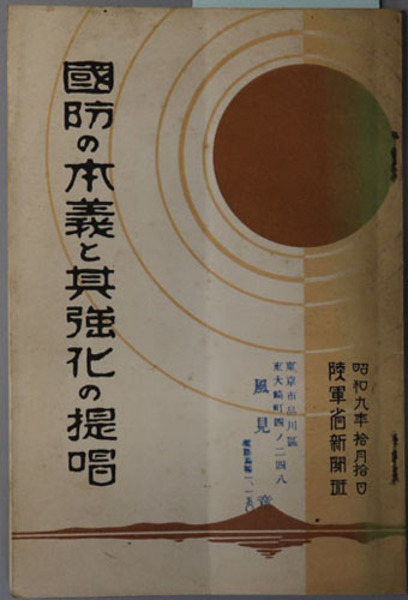 國防の本義と其強化の提唱
昭和九年拾月拾日
陸軍省新聞班
東京市品川區
東大崎町四ノ二四八
風見章